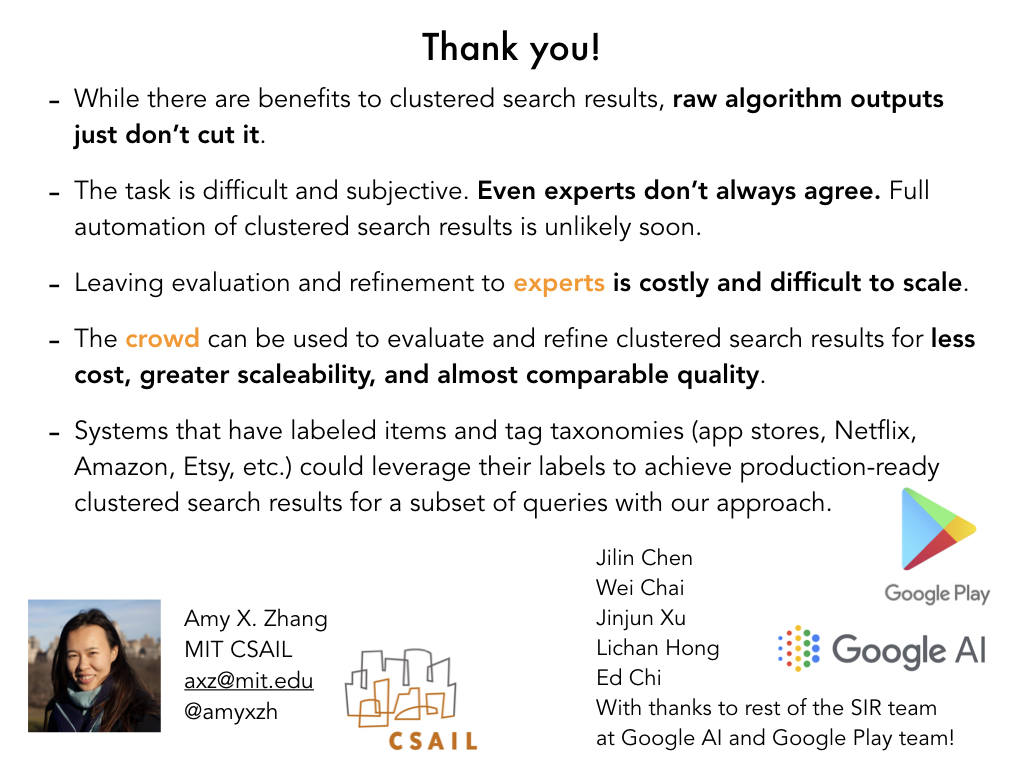 Thank you!
- While there are benefits to clustered search results, raw algorithm outputs
just don’t cut it.
- The task is difficult and subjective. Even experts don’t always agree. Full
automation of clustered search results is unlikely soon.
- Leaving evaluation and refinement to experts is costly and difficult to scale.
- The crowd can be used to evaluate and refine clustered search results for less
cost, greater scaleability, and almost comparable quality.
- Systems that have labeled items and tag taxonomies (app stores, Netflix,
Amazon, Etsy, etc.) could leverage their labels to achieve production-ready
clustered search results for a subset of queries with our approach.
Amy X. Zhang
MIT CSAIL
axz@mit.edu
@amyxzh
CSAIL
Jilin Chen
Wei Chai
Jinjun Xu
Lichan Hong
Ed Chi
With thanks to rest of the SIR team
at Google AI and Google Play team!
Google Play
Google AI